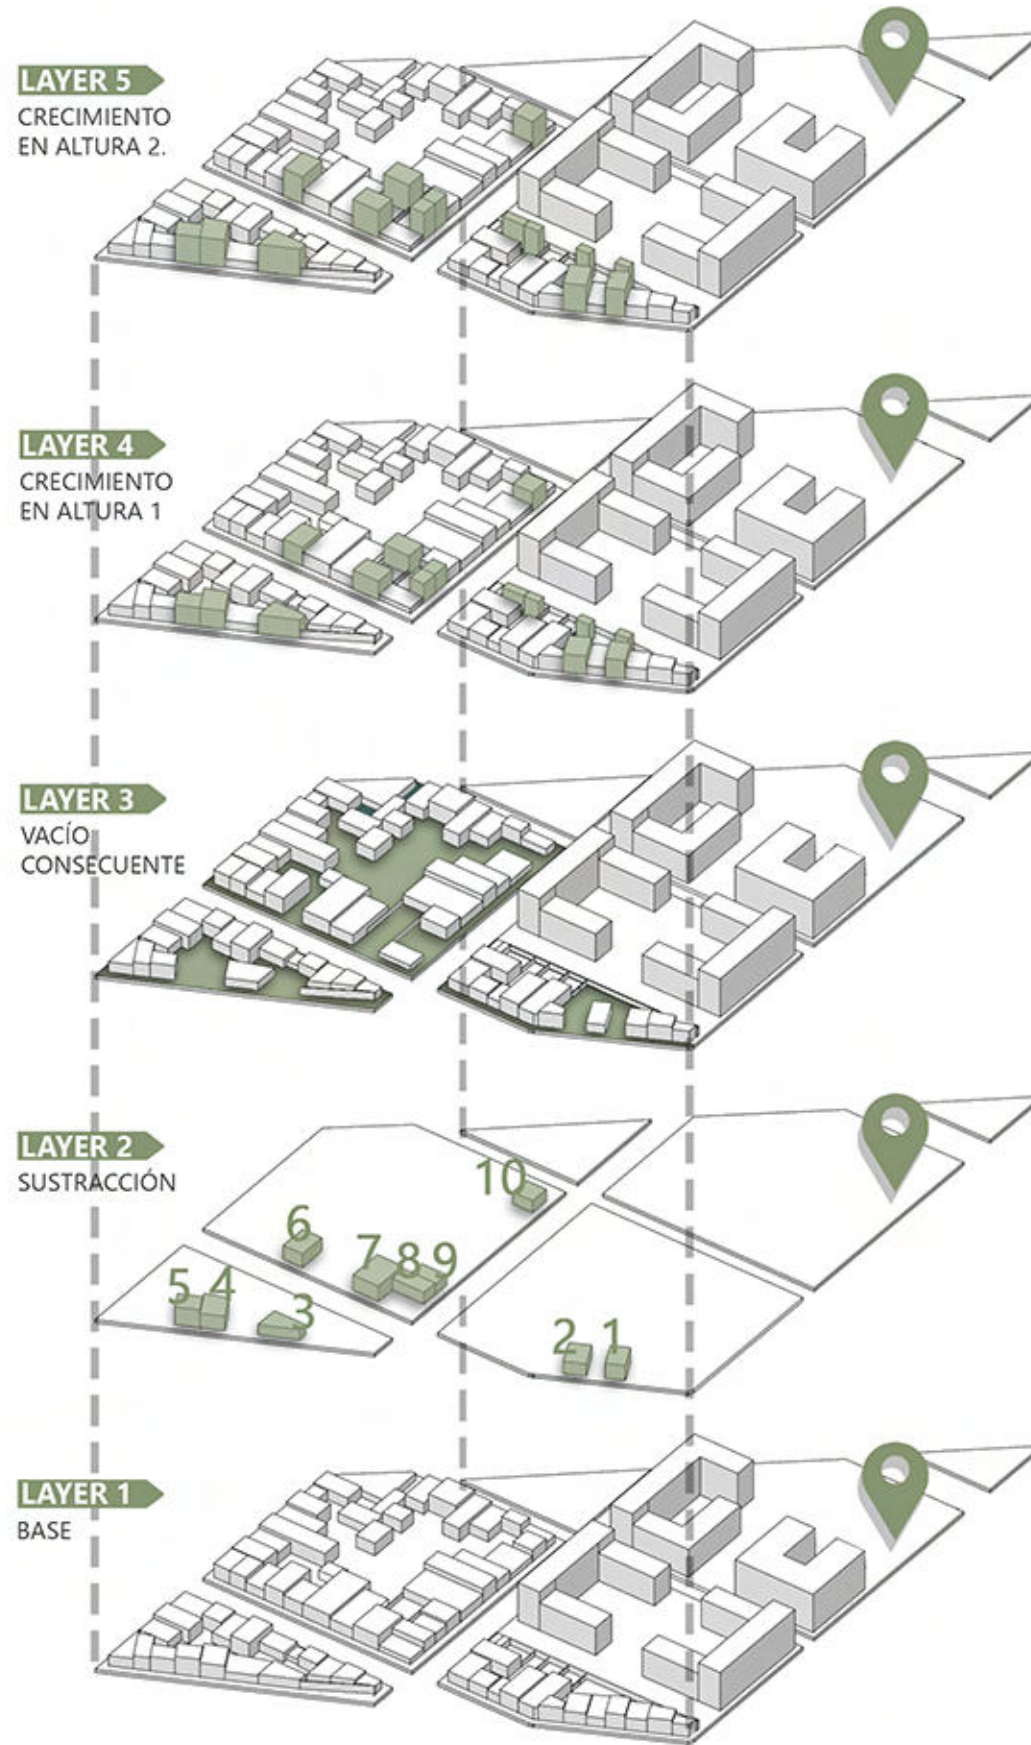 LAYER 5
CRECIMIENTO
EN ALTURA 2.
LAYER 4
CRECIMIENTO
EN ALTURA 1
LAYER 3
VACÍO
CONSECUENTE
LAYER 2
SUSTRACCIÓN
10
6
7
8
9
5
4
3
2
1
LAYER 1
BASE